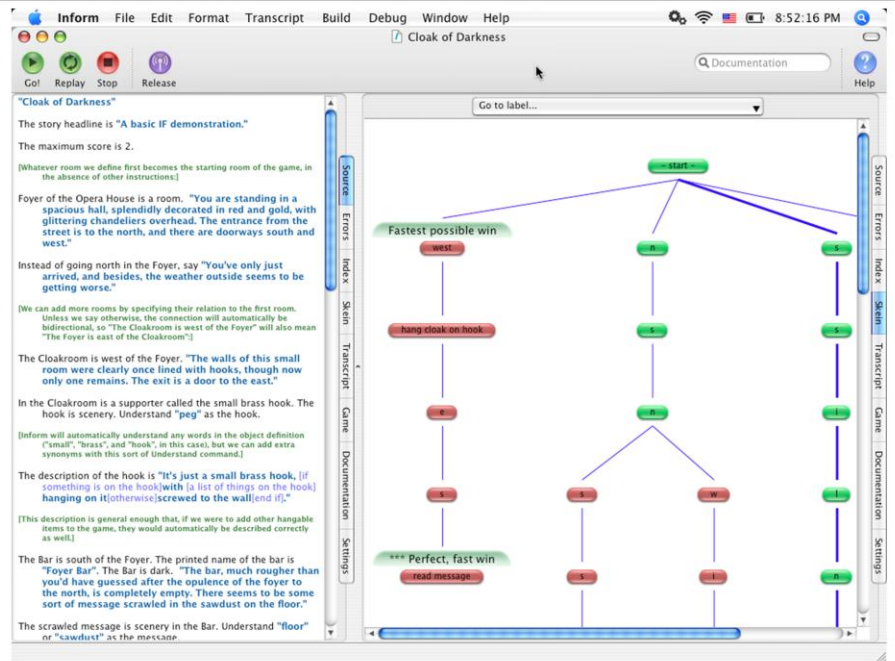 Inform File Edit Format Transcript Build Debug Window Help 8:52:16 PM
Cloak of Darkness
Go! Replay Stop Release Documentation Help
"Cloak of Darkness"
The story headline is "A basic IF demonstration."
The maximum score is 2.
[Whatever room we define first becomes the starting room of the game, in
the absence of other instructions:]
Foyer of the Opera House is a room. "You are standing in a
spacious hall, splendidly decorated in red and gold, with
glittering chandeliers overhead. The entrance from the
street is to the north, and there are doorways south and
west."
Instead of going north in the Foyer, say "You've only just
arrived, and besides, the weather outside seems to be
getting worse."
[We can add more rooms by specifying their relation to the first room.
Unless we say otherwise, the connection will automatically be
bidirectional, so "The Cloakroom is west of the Foyer" will also mean
"The Foyer is east of the Cloakroom":]
The Cloakroom is west of the Foyer. "The walls of this small
room were clearly once lined with hooks, though now
only one remains. The exit is a door to the east."
In the Cloakroom is a supporter called the small brass hook. The
hook is scenery. Understand "peg" as the hook.
[Inform will automatically understand any words in the object definition
("small", "brass", and "hook", in this case), but we can add extra
synonyms with this sort of Understand command.]
The description of the hook is "It's just a small brass hook, [if
something is on the hook]with [a list of things on the hook]
hanging on it[otherwise]screwed to the wall[end if]."
[This description is general enough that, if we were to add other hangable
items to the game, they would automatically be described correctly
as well.]
The Bar is south of the Foyer. The printed name of the bar is
"Foyer Bar". The Bar is dark. "The bar, much rougher than
you'd have guessed after the opulence of the foyer to
the north, is completely empty. There seems to be some
sort of message scrawled in the sawdust on the floor."
The scrawled message is scenery in the Bar. Understand "floor"
or "sawdust" as the message.
Source
Errors
Index
Skein
Transcript
Game
Documentation
Settings
Go to label...
- start -
Fastest possible win
west n s
hang cloak on hook s s
e n i
s s w l
*** Perfect, fast win
read message s i n
Source
Errors
Index
Skein
Transcript
Game
Documentation
Settings